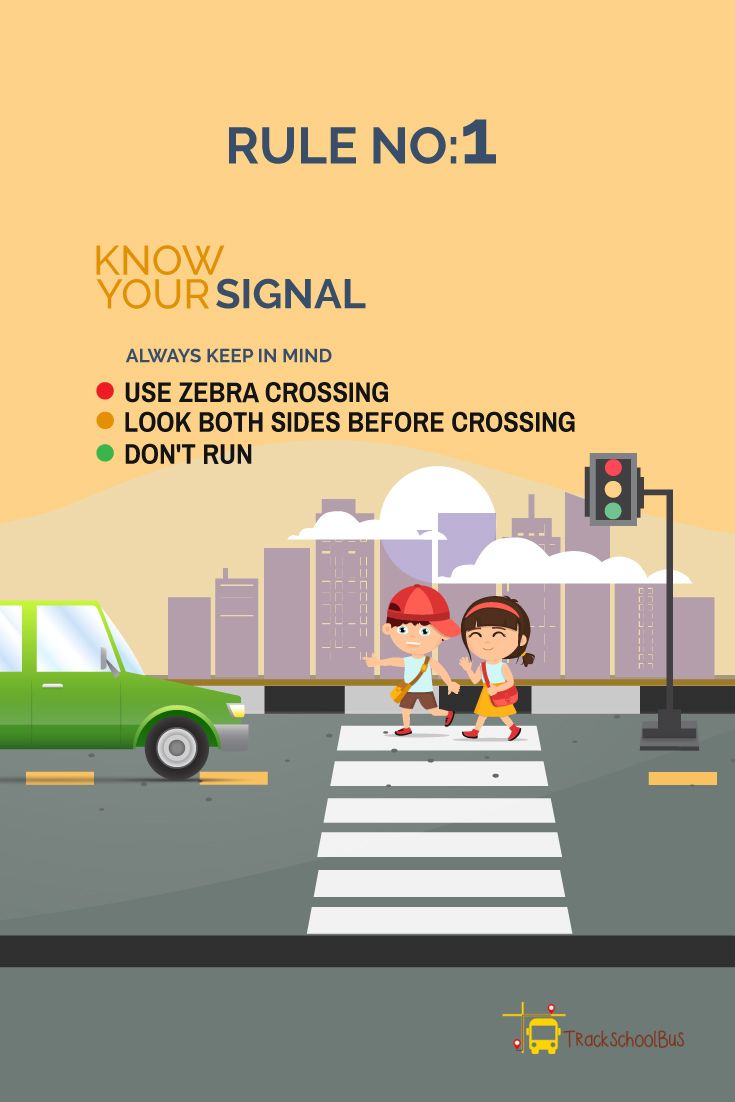 RULE NO:1
KNOW
YOUR SIGNAL
ALWAYS KEEP IN MIND
USE ZEBRA CROSSING
LOOK BOTH SIDES BEFORE CROSSING
DON'T RUN
TrackschoolBus